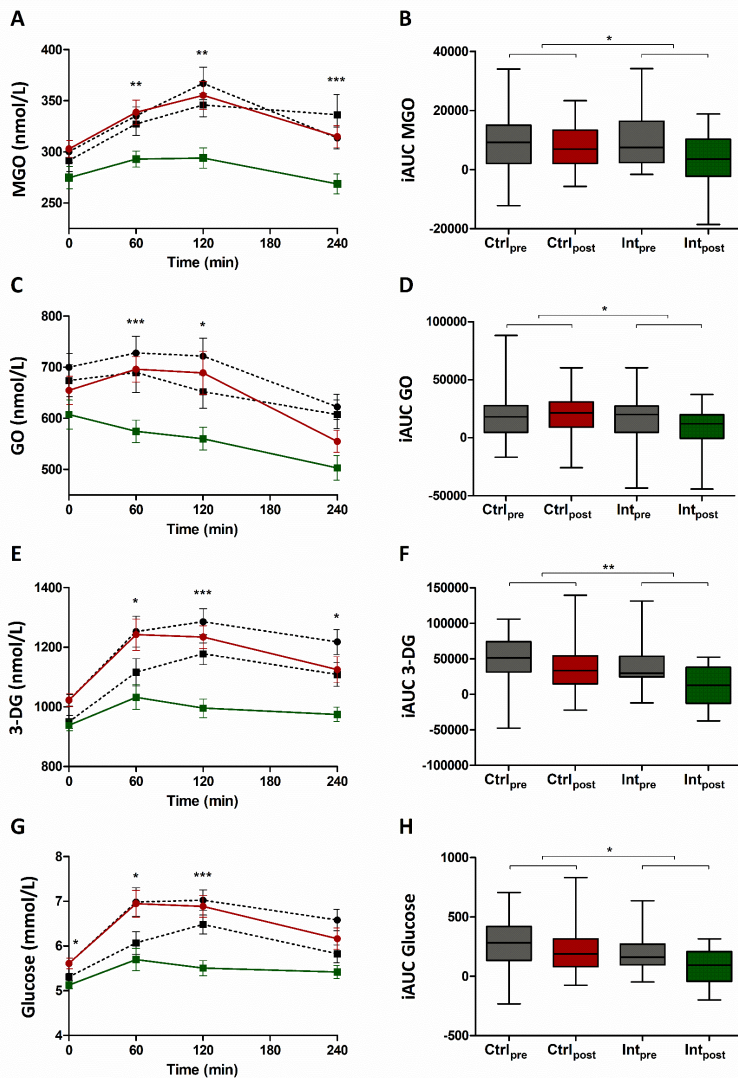 A
MGO (nmol/L)
400
350
300
250
** ** ***
0 60 120 180 240
Time (min)
B
iAUC MGO
40000
20000
0
-20000
*
Ctrlpre Ctrlpost Intpre Intpost
C
GO (nmol/L)
800
700
600
500
*** *
0 60 120 180 240
Time (min)
D
iAUC GO
100000
50000
0
-50000
*
Ctrlpre Ctrlpost Intpre Intpost
E
3-DG (nmol/L)
1400
1200
1000
800
* *** *
0 60 120 180 240
Time (min)
F
iAUC 3-DG
150000
100000
50000
0
-50000
-100000
**
Ctrlpre Ctrlpost Intpre Intpost
G
Glucose (mmol/L)
8
7
6
5
4
* * ***
0 60 120 180 240
Time (min)
H
iAUC Glucose
1000
500
0
-500
*
Ctrlpre Ctrlpost Intpre Intpost